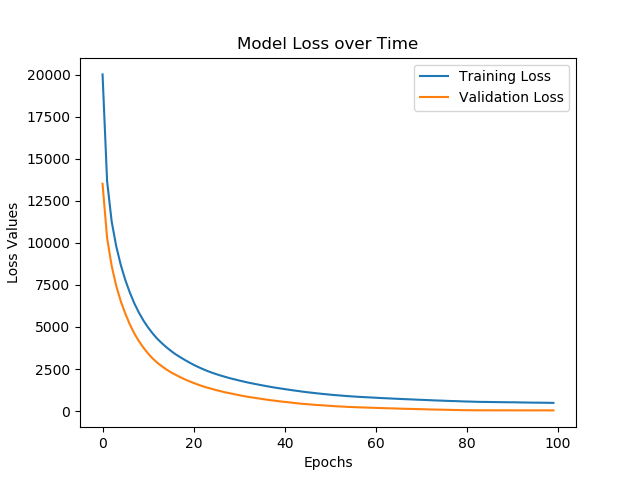 Model Loss over Time
Training Loss
Validation Loss
20000
17500
15000
12500
10000
7500
5000
2500
0
Loss Values
0 20 40 60 80 100
Epochs